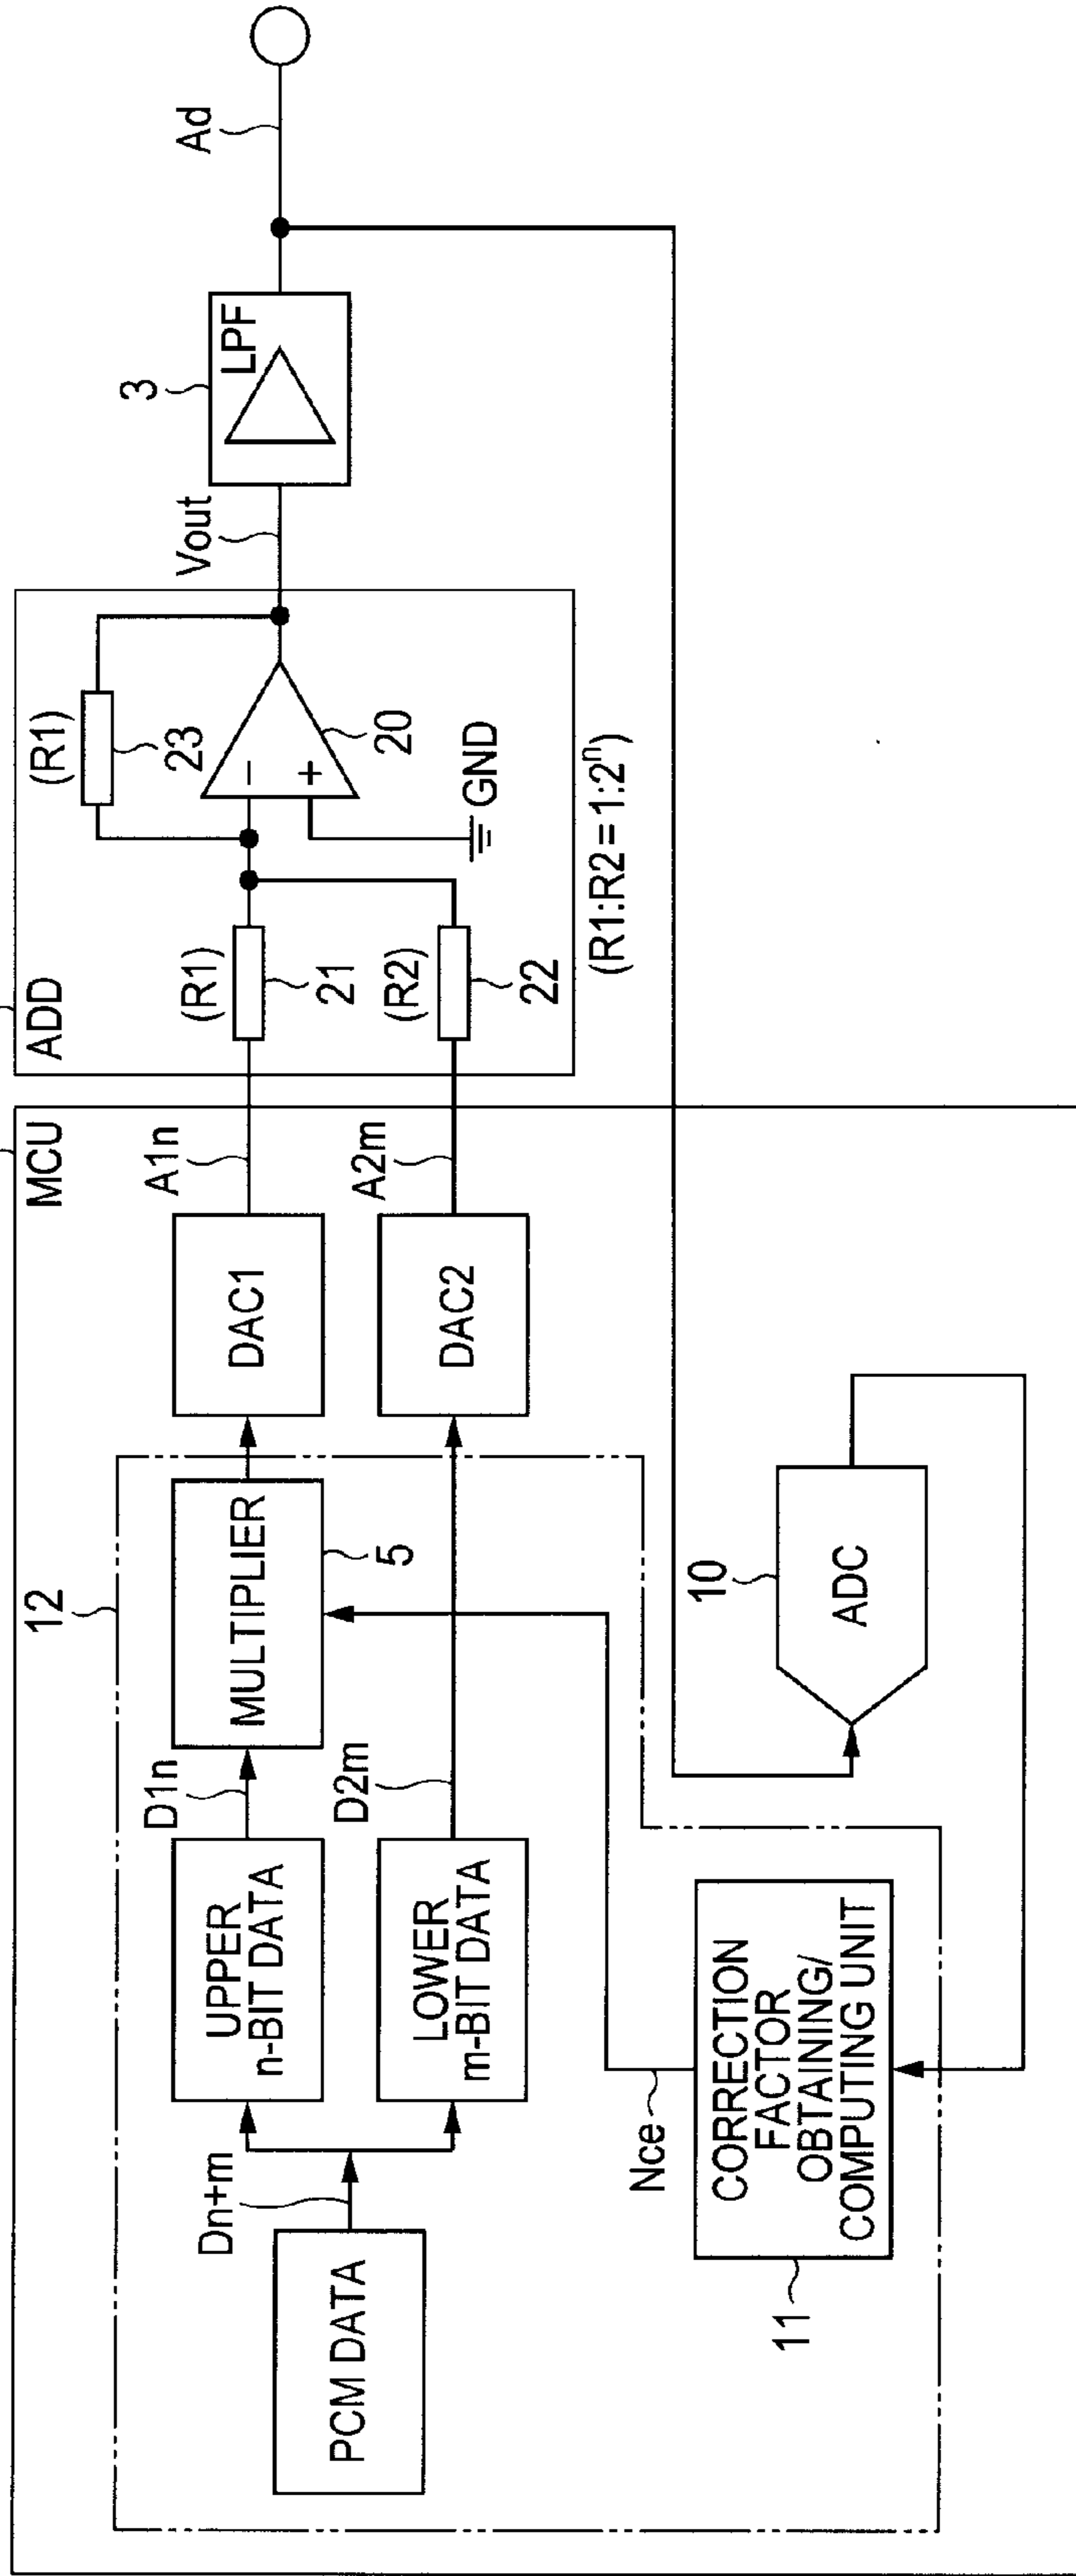 MCU
12
PCM DATA
Dn+m
UPPER
n-BIT DATA
LOWER
m-BIT DATA
D1n
D2m
MULTIPLIER
5
DAC1
DAC2
A1n
A2m
Nce
CORRECTION
FACTOR
OBTAINING/
COMPUTING UNIT
11
10
ADC
ADD
(R1)
21
(R2)
22
(R1)
23
−
+
20
GND
(R1:R2=1:2ⁿ)
Vout
3
LPF
Ad